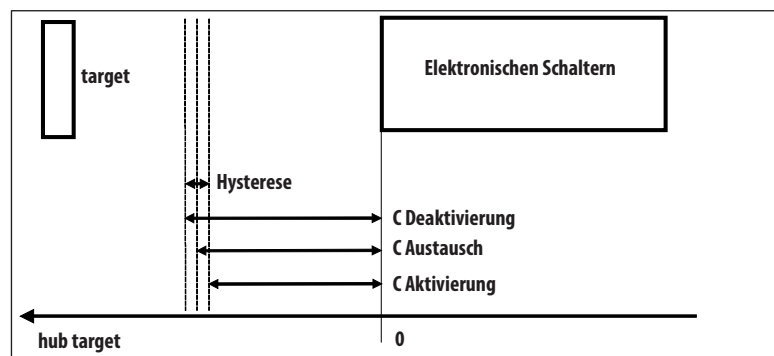 target
Elektronischen Schaltern
Hysterese
C Deaktivierung
C Austausch
C Aktivierung
hub target
0